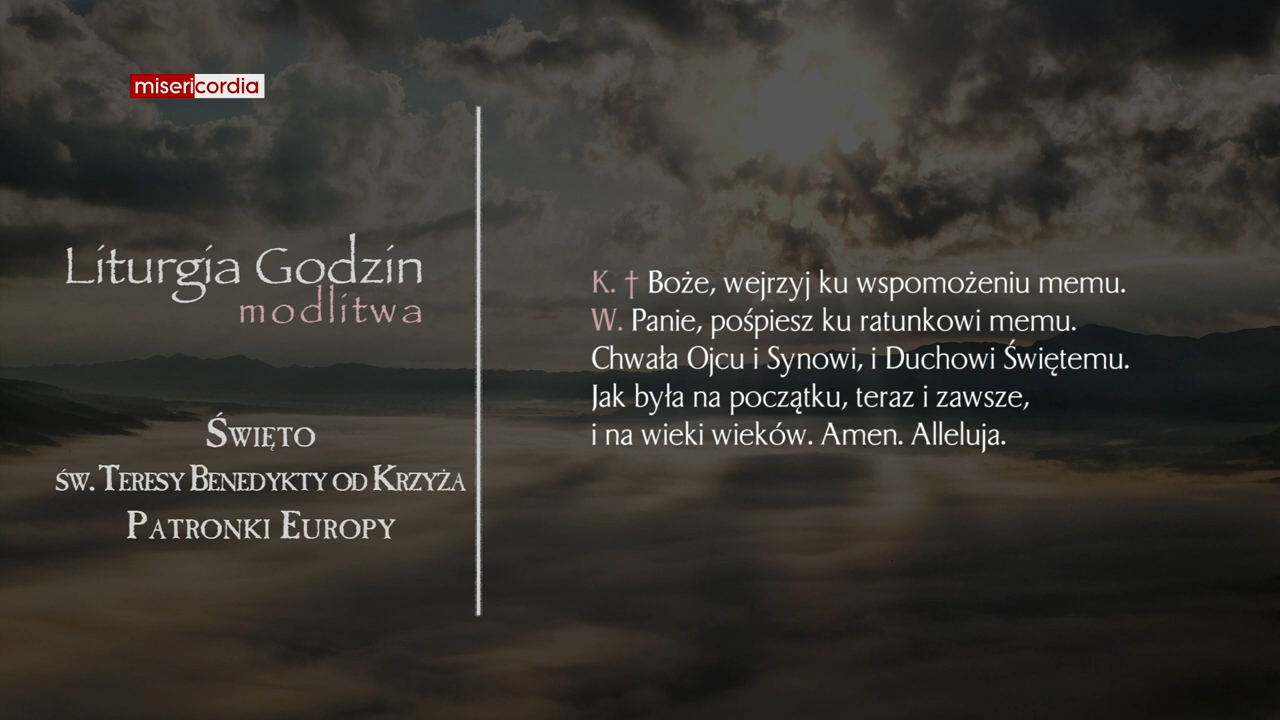 misericordia
Liturgia Godzin
modlitwa
Święto
św. Teresy Benedykty od Krzyża
Patronki Europy
K. † Boże, wejrzyj ku wspomożeniu memu.
W. Panie, pośpiesz ku ratunkowi memu.
Chwała Ojcu i Synowi, i Duchowi Świętemu.
Jak była na początku, teraz i zawsze,
i na wieki wieków. Amen. Alleluja.